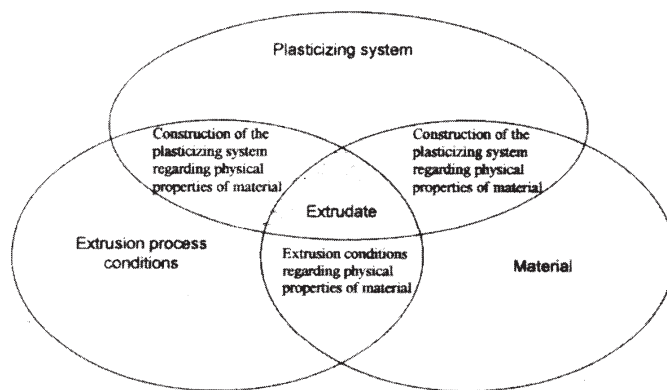 Plasticizing system
Construction of the
plasticizing system
regarding physical
properties of material
Construction of the
plasticizing system
regarding physical
properties of material
Extrudate
Extrusion process
conditions
Extrusion conditions
regarding physical
properties of material
Material